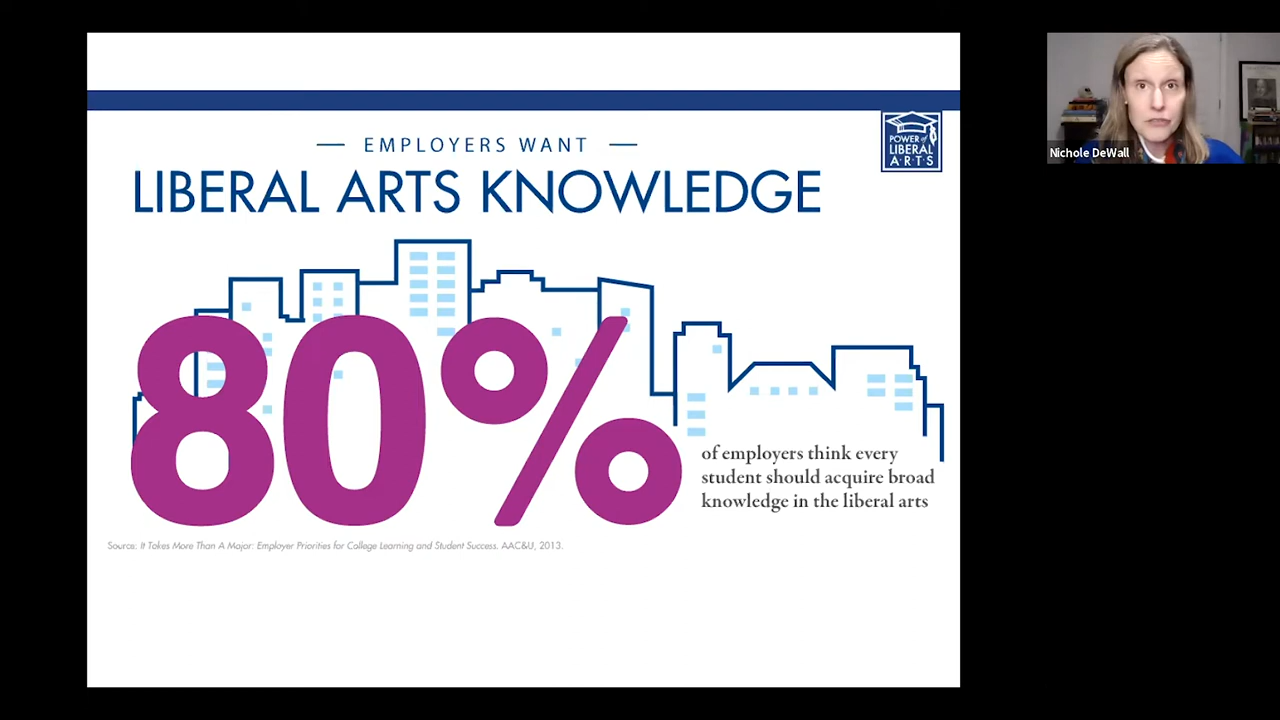 EMPLOYERS WANT
LIBERAL ARTS KNOWLEDGE
POWER of
LIBERAL
A·R·T·S
80%
of employers think every
student should acquire broad
knowledge in the liberal arts
Source: It Takes More Than A Major: Employer Priorities for College Learning and Student Success. AAC&U, 2013.
Nichole DeWall